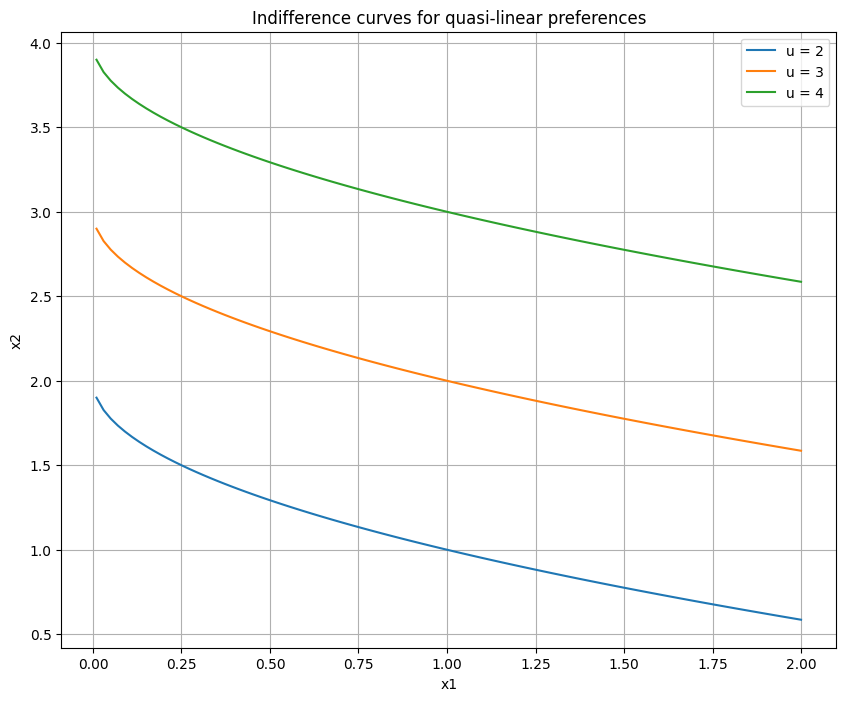 Indifference curves for quasi-linear preferences
u = 2
u = 3
u = 4
4.0
3.5
3.0
2.5
2.0
1.5
1.0
0.5
x2
0.00 0.25 0.50 0.75 1.00 1.25 1.50 1.75 2.00
x1